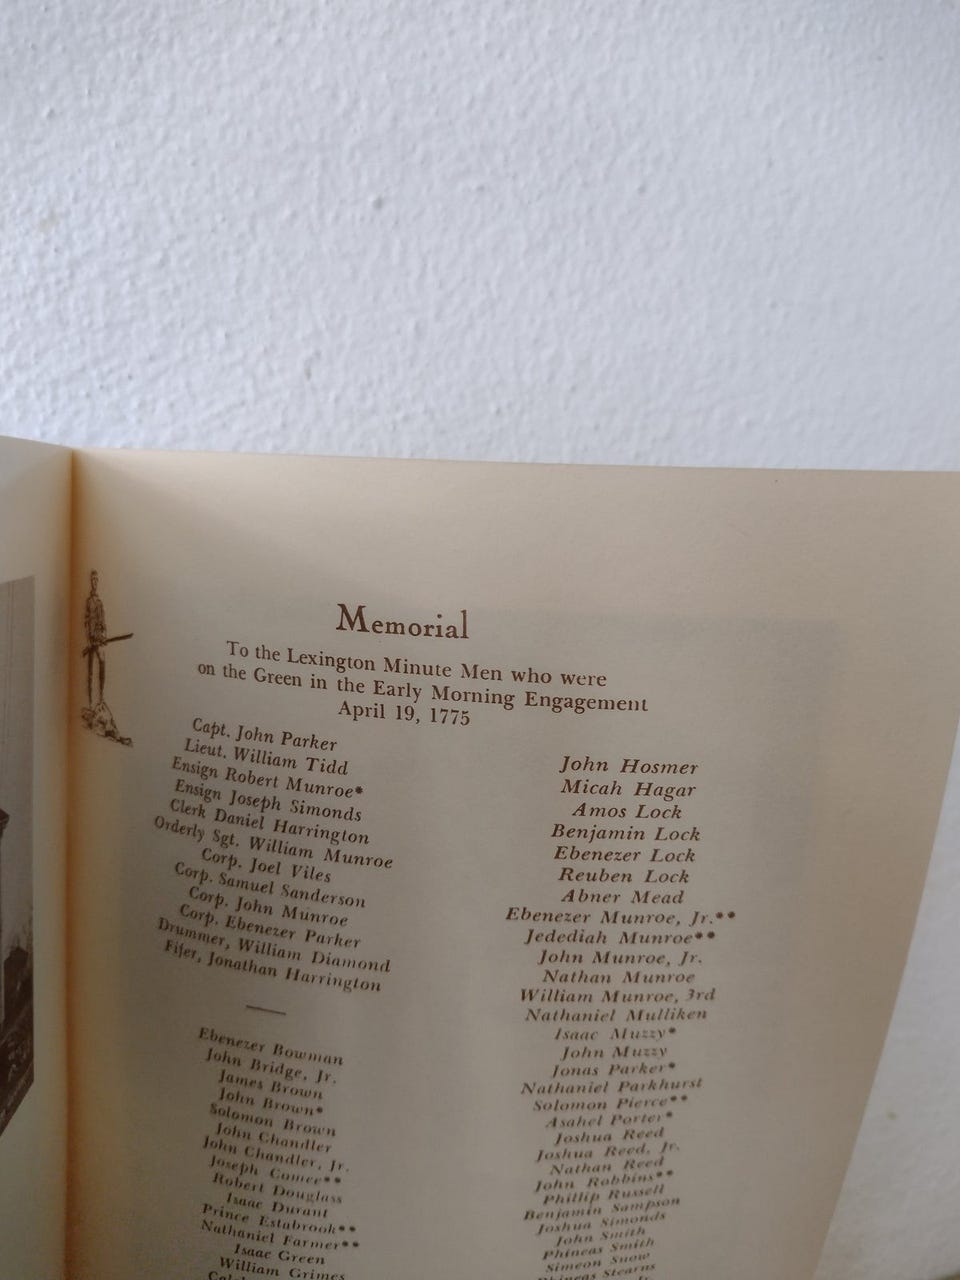 Memorial
To the Lexington Minute Men who were
on the Green in the Early Morning Engagement
April 19, 1775
Capt. John Parker
Lieut. William Tidd
Ensign Robert Munroe*
Ensign Joseph Simonds
Clerk Daniel Harrington
Orderly Sgt. William Munroe
Corp. Joel Viles
Corp. Samuel Sanderson
Corp. John Munroe
Corp. Ebenezer Parker
Drummer, William Diamond
Fifer, Jonathan Harrington
Ebenezer Bowman
John Bridge, Jr.
James Brown
John Brown*
Solomon Brown
John Chandler
John Chandler, Jr.
Joseph Comee**
Robert Douglass
Isaac Durant
Prince Estabrook**
Nathaniel Farmer**
Isaac Green
William Grimes
John Hosmer
Micah Hagar
Amos Lock
Benjamin Lock
Ebenezer Lock
Reuben Lock
Abner Mead
Ebenezer Munroe, Jr.**
Jedediah Munroe**
John Munroe, Jr.
Nathan Munroe
William Munroe, 3rd
Nathaniel Mulliken
Isaac Muzzy*
John Muzzy
Jonas Parker*
Nathaniel Parkhurst
Solomon Pierce**
Asahel Porter*
Joshua Reed
Joshua Reed, Jr.
Nathan Reed
John Robbins**
Phillip Russell
Benjamin Sampson
Joshua Simonds
John Smith
Phineas Smith
Simeon Snow
Phineas Stearns